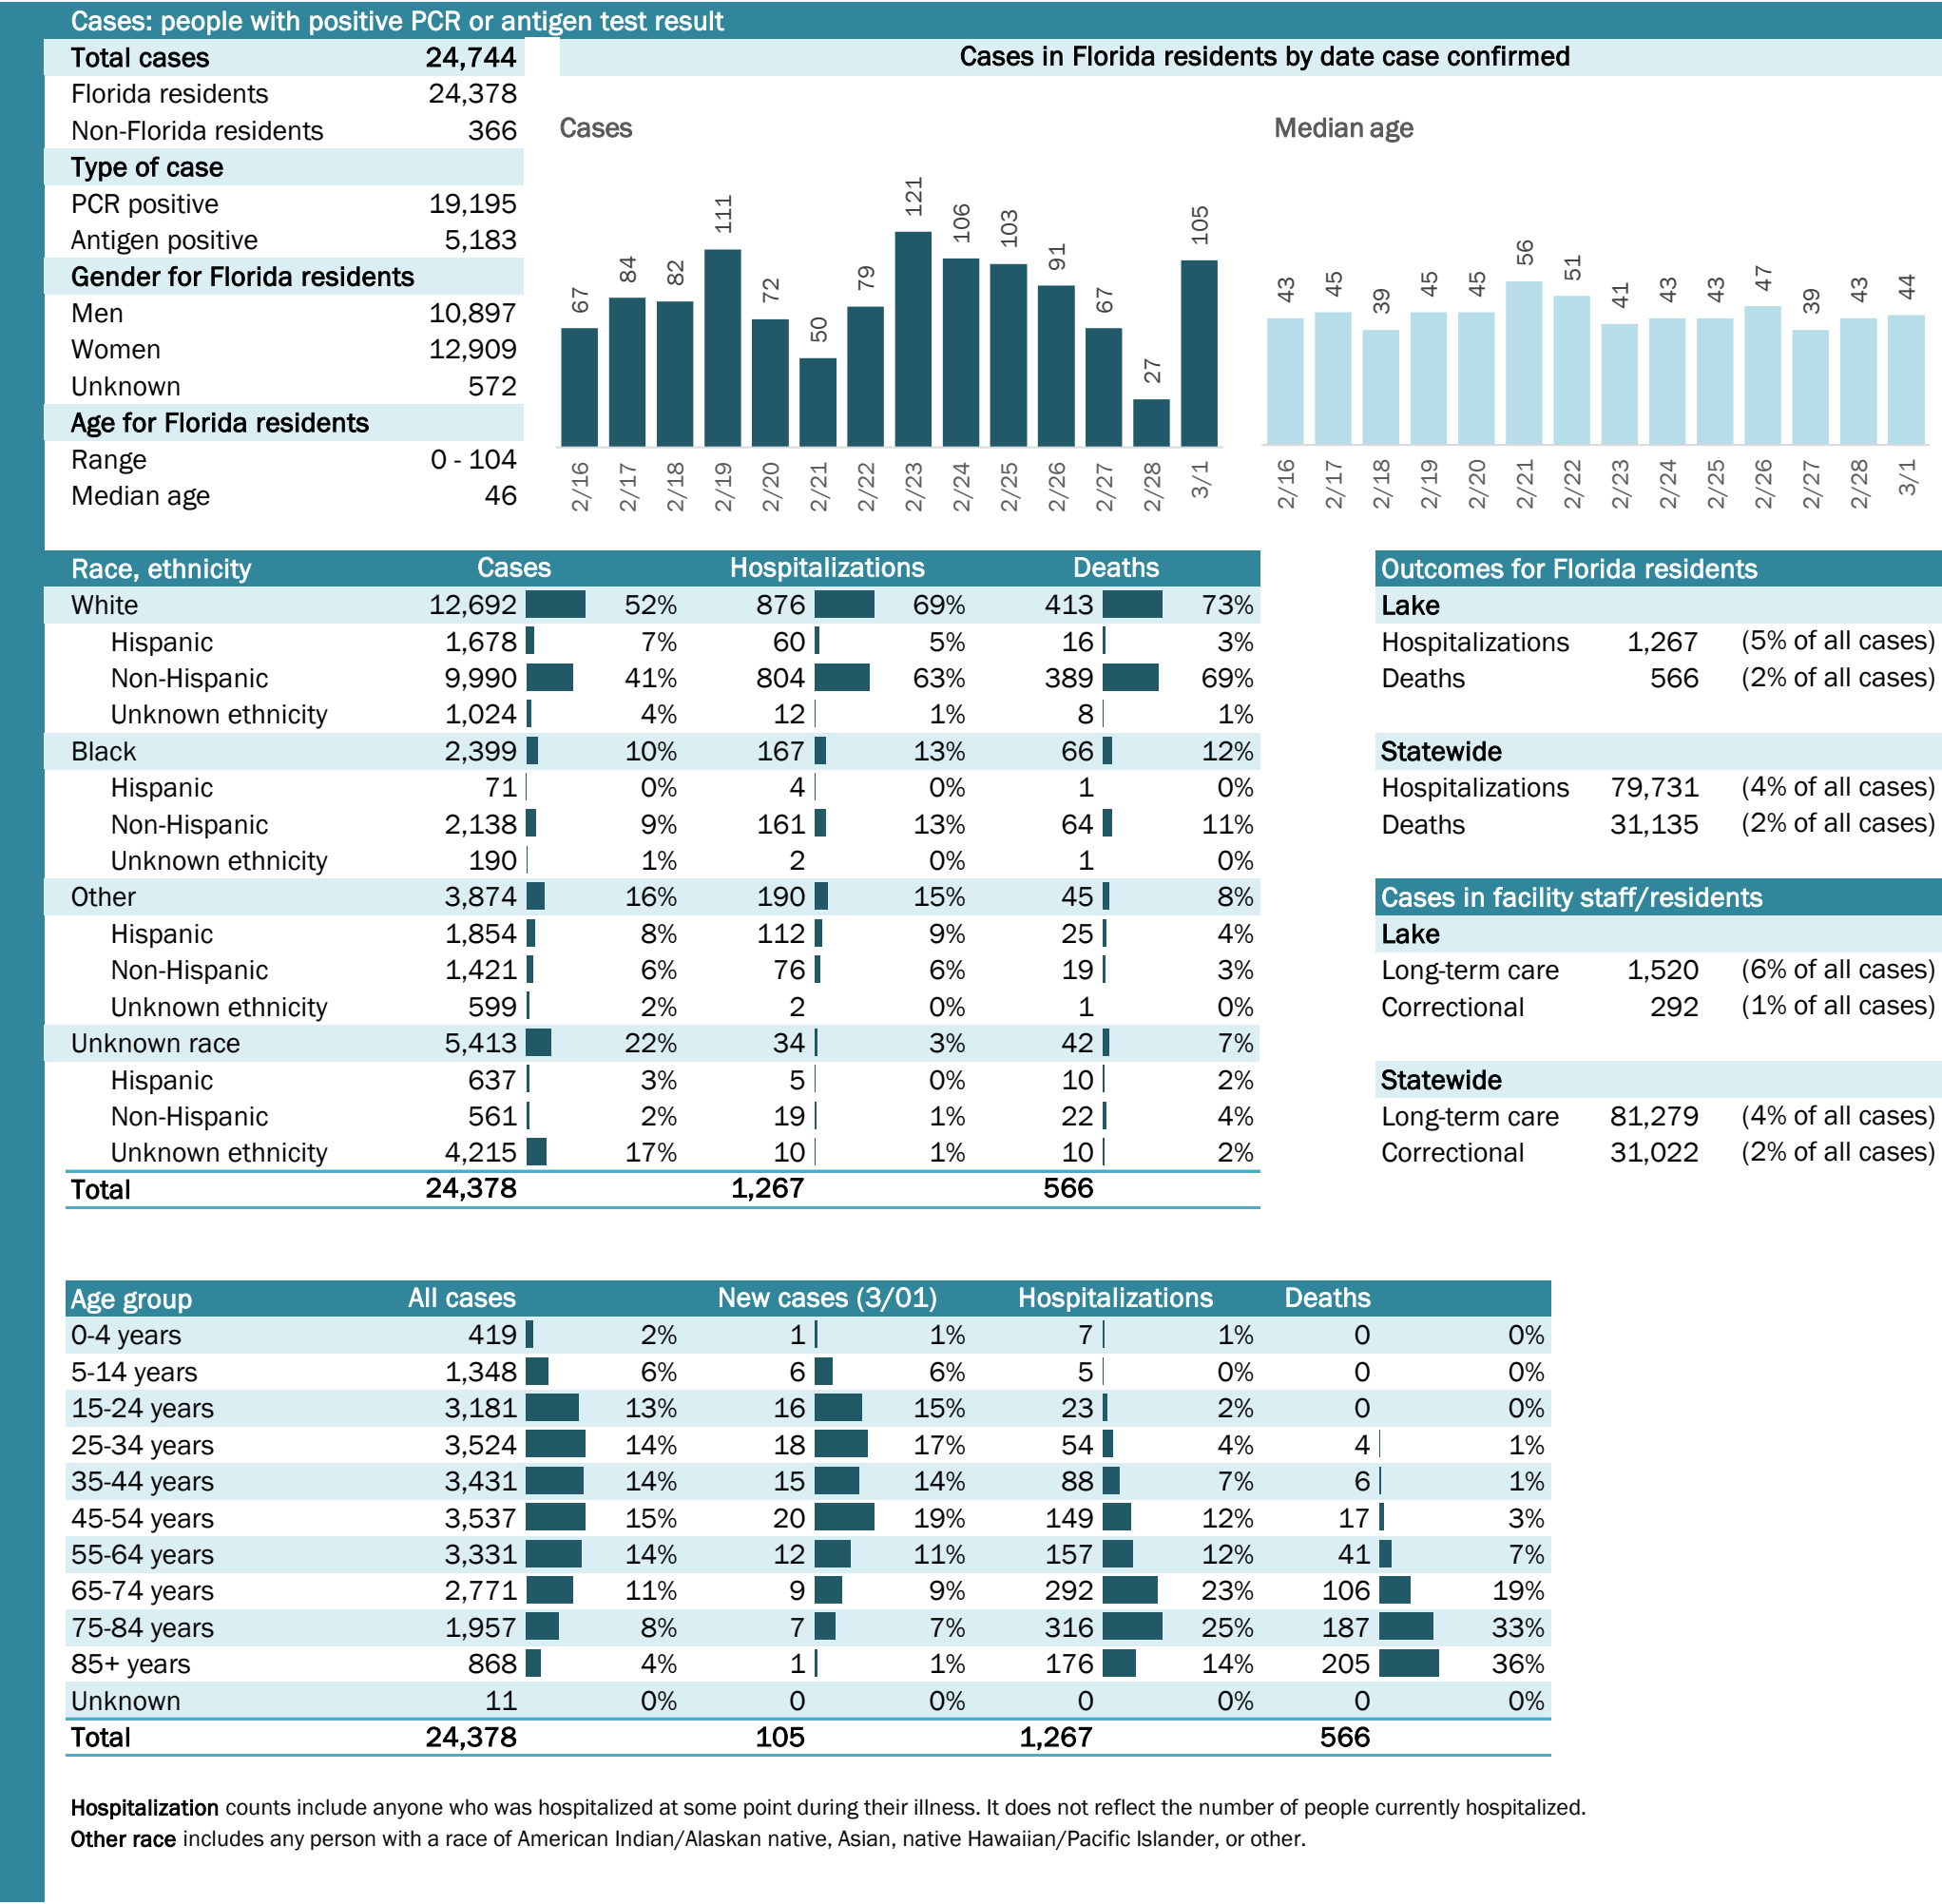 Cases: people with positive PCR or antigen test result
Total cases 24,744
Florida residents 24,378
Non-Florida residents 366
Type of case
PCR positive 19,195
Antigen positive 5,183
Gender for Florida residents
Men 10,897
Women 12,909
Unknown 572
Age for Florida residents
Range 0 - 104
Median age 46
Cases in Florida residents by date case confirmed
Cases
67 84 82 111 72 50 79 121 106 103 91 67 27 105
2/16 2/17 2/18 2/19 2/20 2/21 2/22 2/23 2/24 2/25 2/26 2/27 2/28 3/1
Median age
43 45 39 45 45 56 51 41 43 43 47 39 43 44
2/16 2/17 2/18 2/19 2/20 2/21 2/22 2/23 2/24 2/25 2/26 2/27 2/28 3/1
Race, ethnicity Cases Hospitalizations Deaths
White 12,692 52% 876 69% 413 73%
Hispanic 1,678 7% 60 5% 16 3%
Non-Hispanic 9,990 41% 804 63% 389 69%
Unknown ethnicity 1,024 4% 12 1% 8 1%
Black 2,399 10% 167 13% 66 12%
Hispanic 71 0% 4 0% 1 0%
Non-Hispanic 2,138 9% 161 13% 64 11%
Unknown ethnicity 190 1% 2 0% 1 0%
Other 3,874 16% 190 15% 45 8%
Hispanic 1,854 8% 112 9% 25 4%
Non-Hispanic 1,421 6% 76 6% 19 3%
Unknown ethnicity 599 2% 2 0% 1 0%
Unknown race 5,413 22% 34 3% 42 7%
Hispanic 637 3% 5 0% 10 2%
Non-Hispanic 561 2% 19 1% 22 4%
Unknown ethnicity 4,215 17% 10 1% 10 2%
Total 24,378 1,267 566
Outcomes for Florida residents
Lake
Hospitalizations 1,267 (5% of all cases)
Deaths 566 (2% of all cases)
Statewide
Hospitalizations 79,731 (4% of all cases)
Deaths 31,135 (2% of all cases)
Cases in facility staff/residents
Lake
Long-term care 1,520 (6% of all cases)
Correctional 292 (1% of all cases)
Statewide
Long-term care 81,279 (4% of all cases)
Correctional 31,022 (2% of all cases)
Age group All cases New cases (3/01) Hospitalizations Deaths
0-4 years 419 2% 1 1% 7 1% 0 0%
5-14 years 1,348 6% 6 6% 5 0% 0 0%
15-24 years 3,181 13% 16 15% 23 2% 0 0%
25-34 years 3,524 14% 18 17% 54 4% 4 1%
35-44 years 3,431 14% 15 14% 88 7% 6 1%
45-54 years 3,537 15% 20 19% 149 12% 17 3%
55-64 years 3,331 14% 12 11% 157 12% 41 7%
65-74 years 2,771 11% 9 9% 292 23% 106 19%
75-84 years 1,957 8% 7 7% 316 25% 187 33%
85+ years 868 4% 1 1% 176 14% 205 36%
Unknown 11 0% 0 0% 0 0% 0 0%
Total 24,378 105 1,267 566
Hospitalization counts include anyone who was hospitalized at some point during their illness. It does not reflect the number of people currently hospitalized.
Other race includes any person with a race of American Indian/Alaskan native, Asian, native Hawaiian/Pacific Islander, or other.